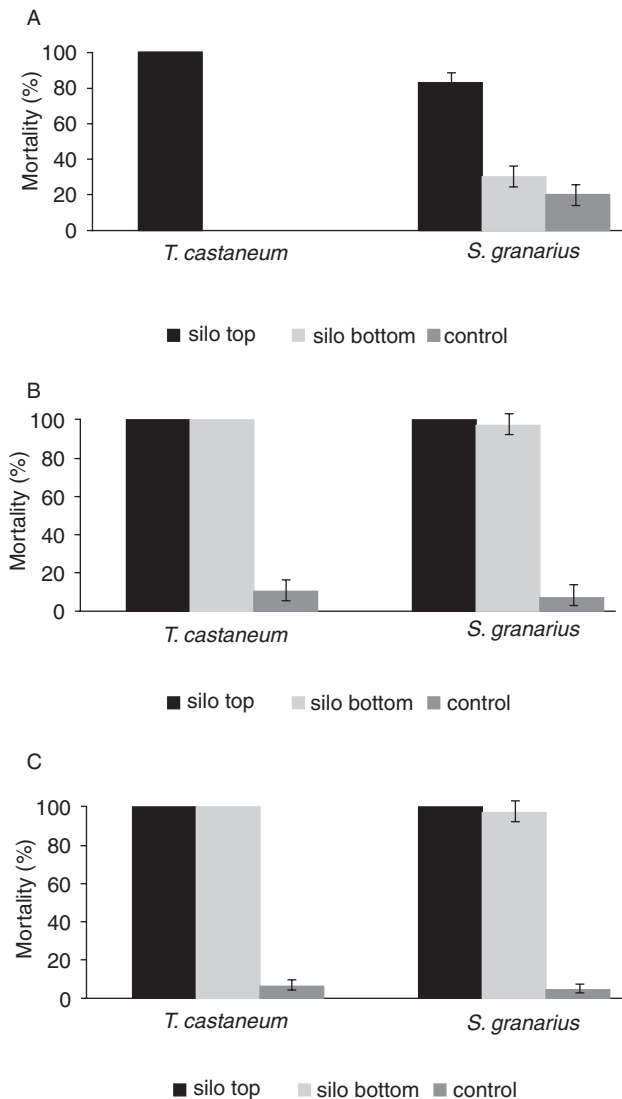 A
Mortality (%)
100
80
60
40
20
0
T. castaneum S. granarius
silo top silo bottom control
B
Mortality (%)
100
80
60
40
20
0
T. castaneum S. granarius
silo top silo bottom control
C
Mortality (%)
100
80
60
40
20
0
T. castaneum S. granarius
silo top silo bottom control